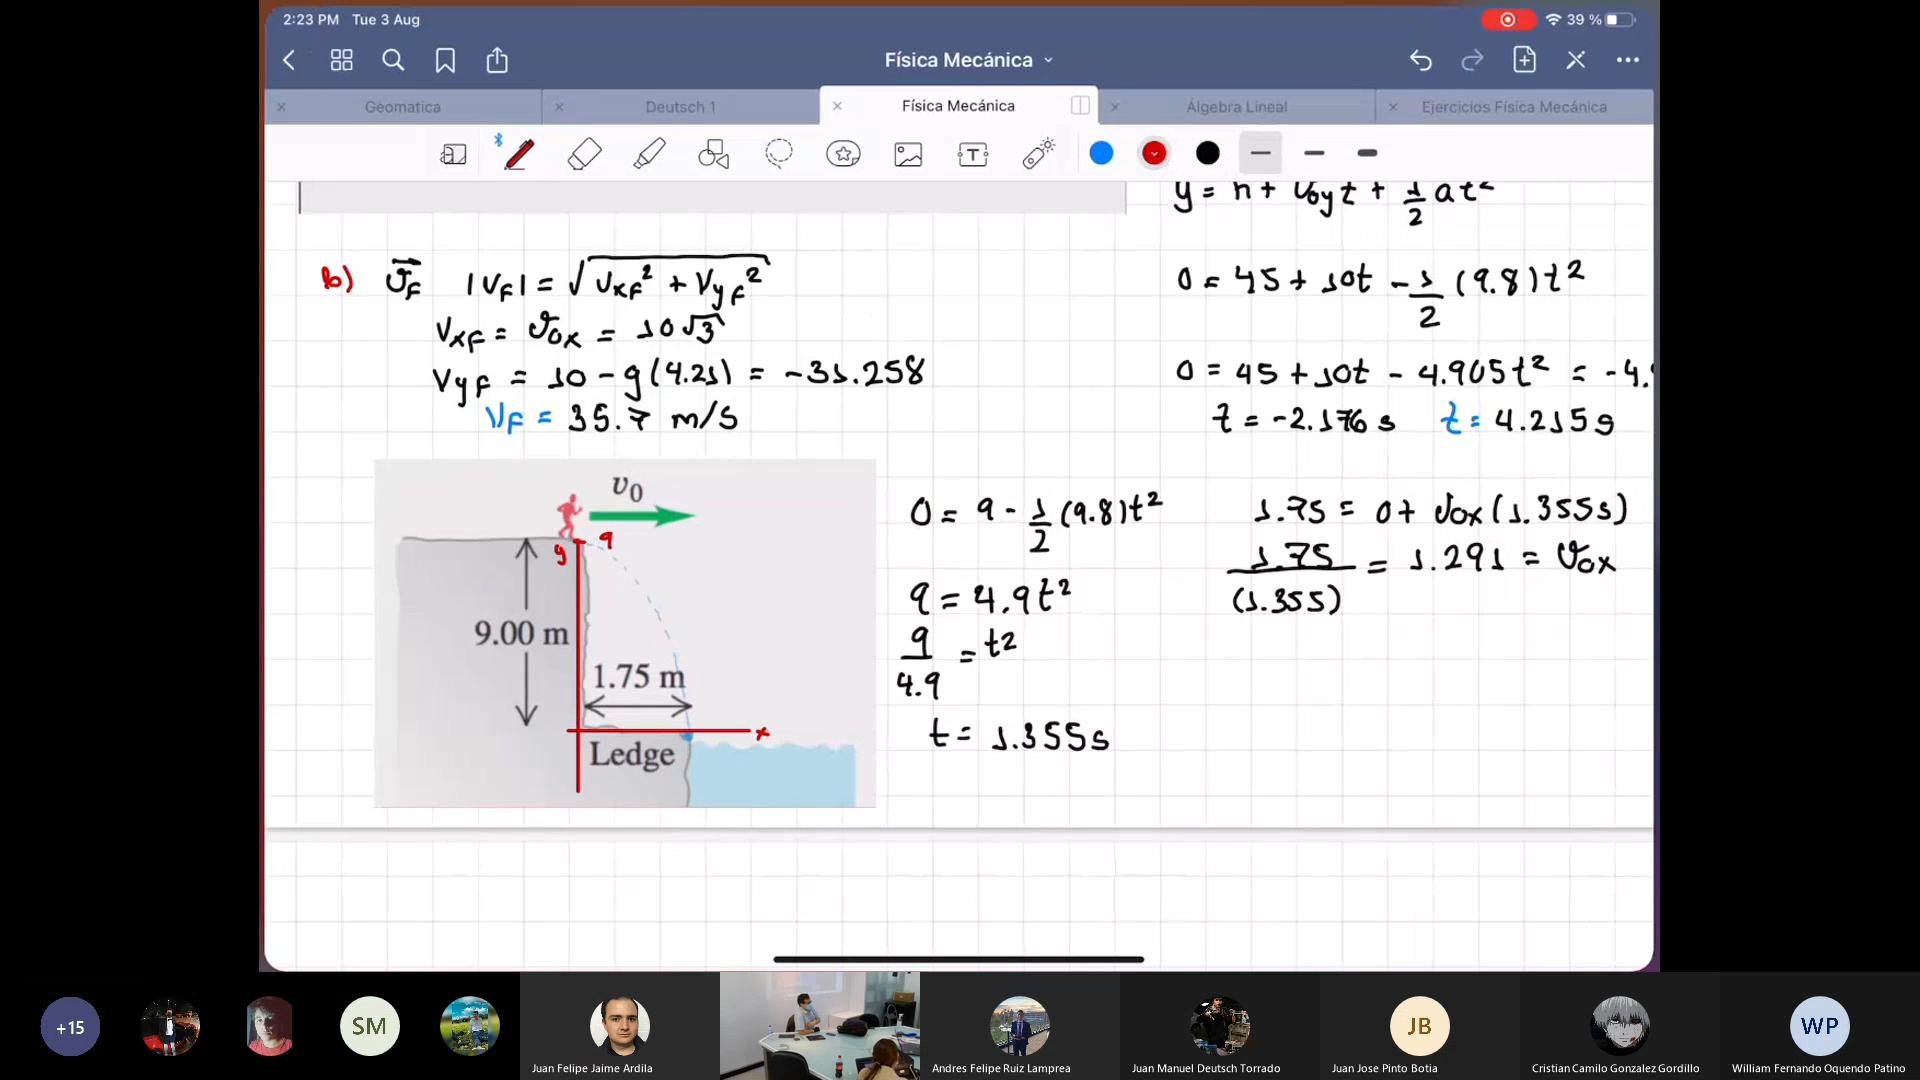 2:23 PM Tue 3 Aug
39 %
Física Mecánica
Geomatica
Deutsch 1
Física Mecánica
Álgebra Lineal
Ejercicios Física Mecánica
y = h + v₀yt + 1/2 at²
b) v⃗F |VF| = √(VxF² + VyF²)
VxF = v₀x = 10√3
VyF = 10 - g(4.21) = -31.258
VF = 35.7 m/s
0 = 45 + 10t - 1/2 (9.8)t²
0 = 45 + 10t - 4.905t² = -4.9
t = -2.176 s t = 4.215 s
v₀
y
9
9.00 m
1.75 m
x
Ledge
0 = 9 - 1/2 (9.8)t²
9 = 4.9t²
9/4.9 = t²
t = 1.355s
1.75 = 0 + v₀x(1.355s)
1.75/(1.355) = 1.291 = v₀x
+15
SM
JB
WP
Juan Felipe Jaime Ardila
Andres Felipe Ruiz Lamprea
Juan Manuel Deutsch Torrado
Juan Jose Pinto Botia
Cristian Camilo Gonzalez Gordillo
William Fernando Oquendo Patino